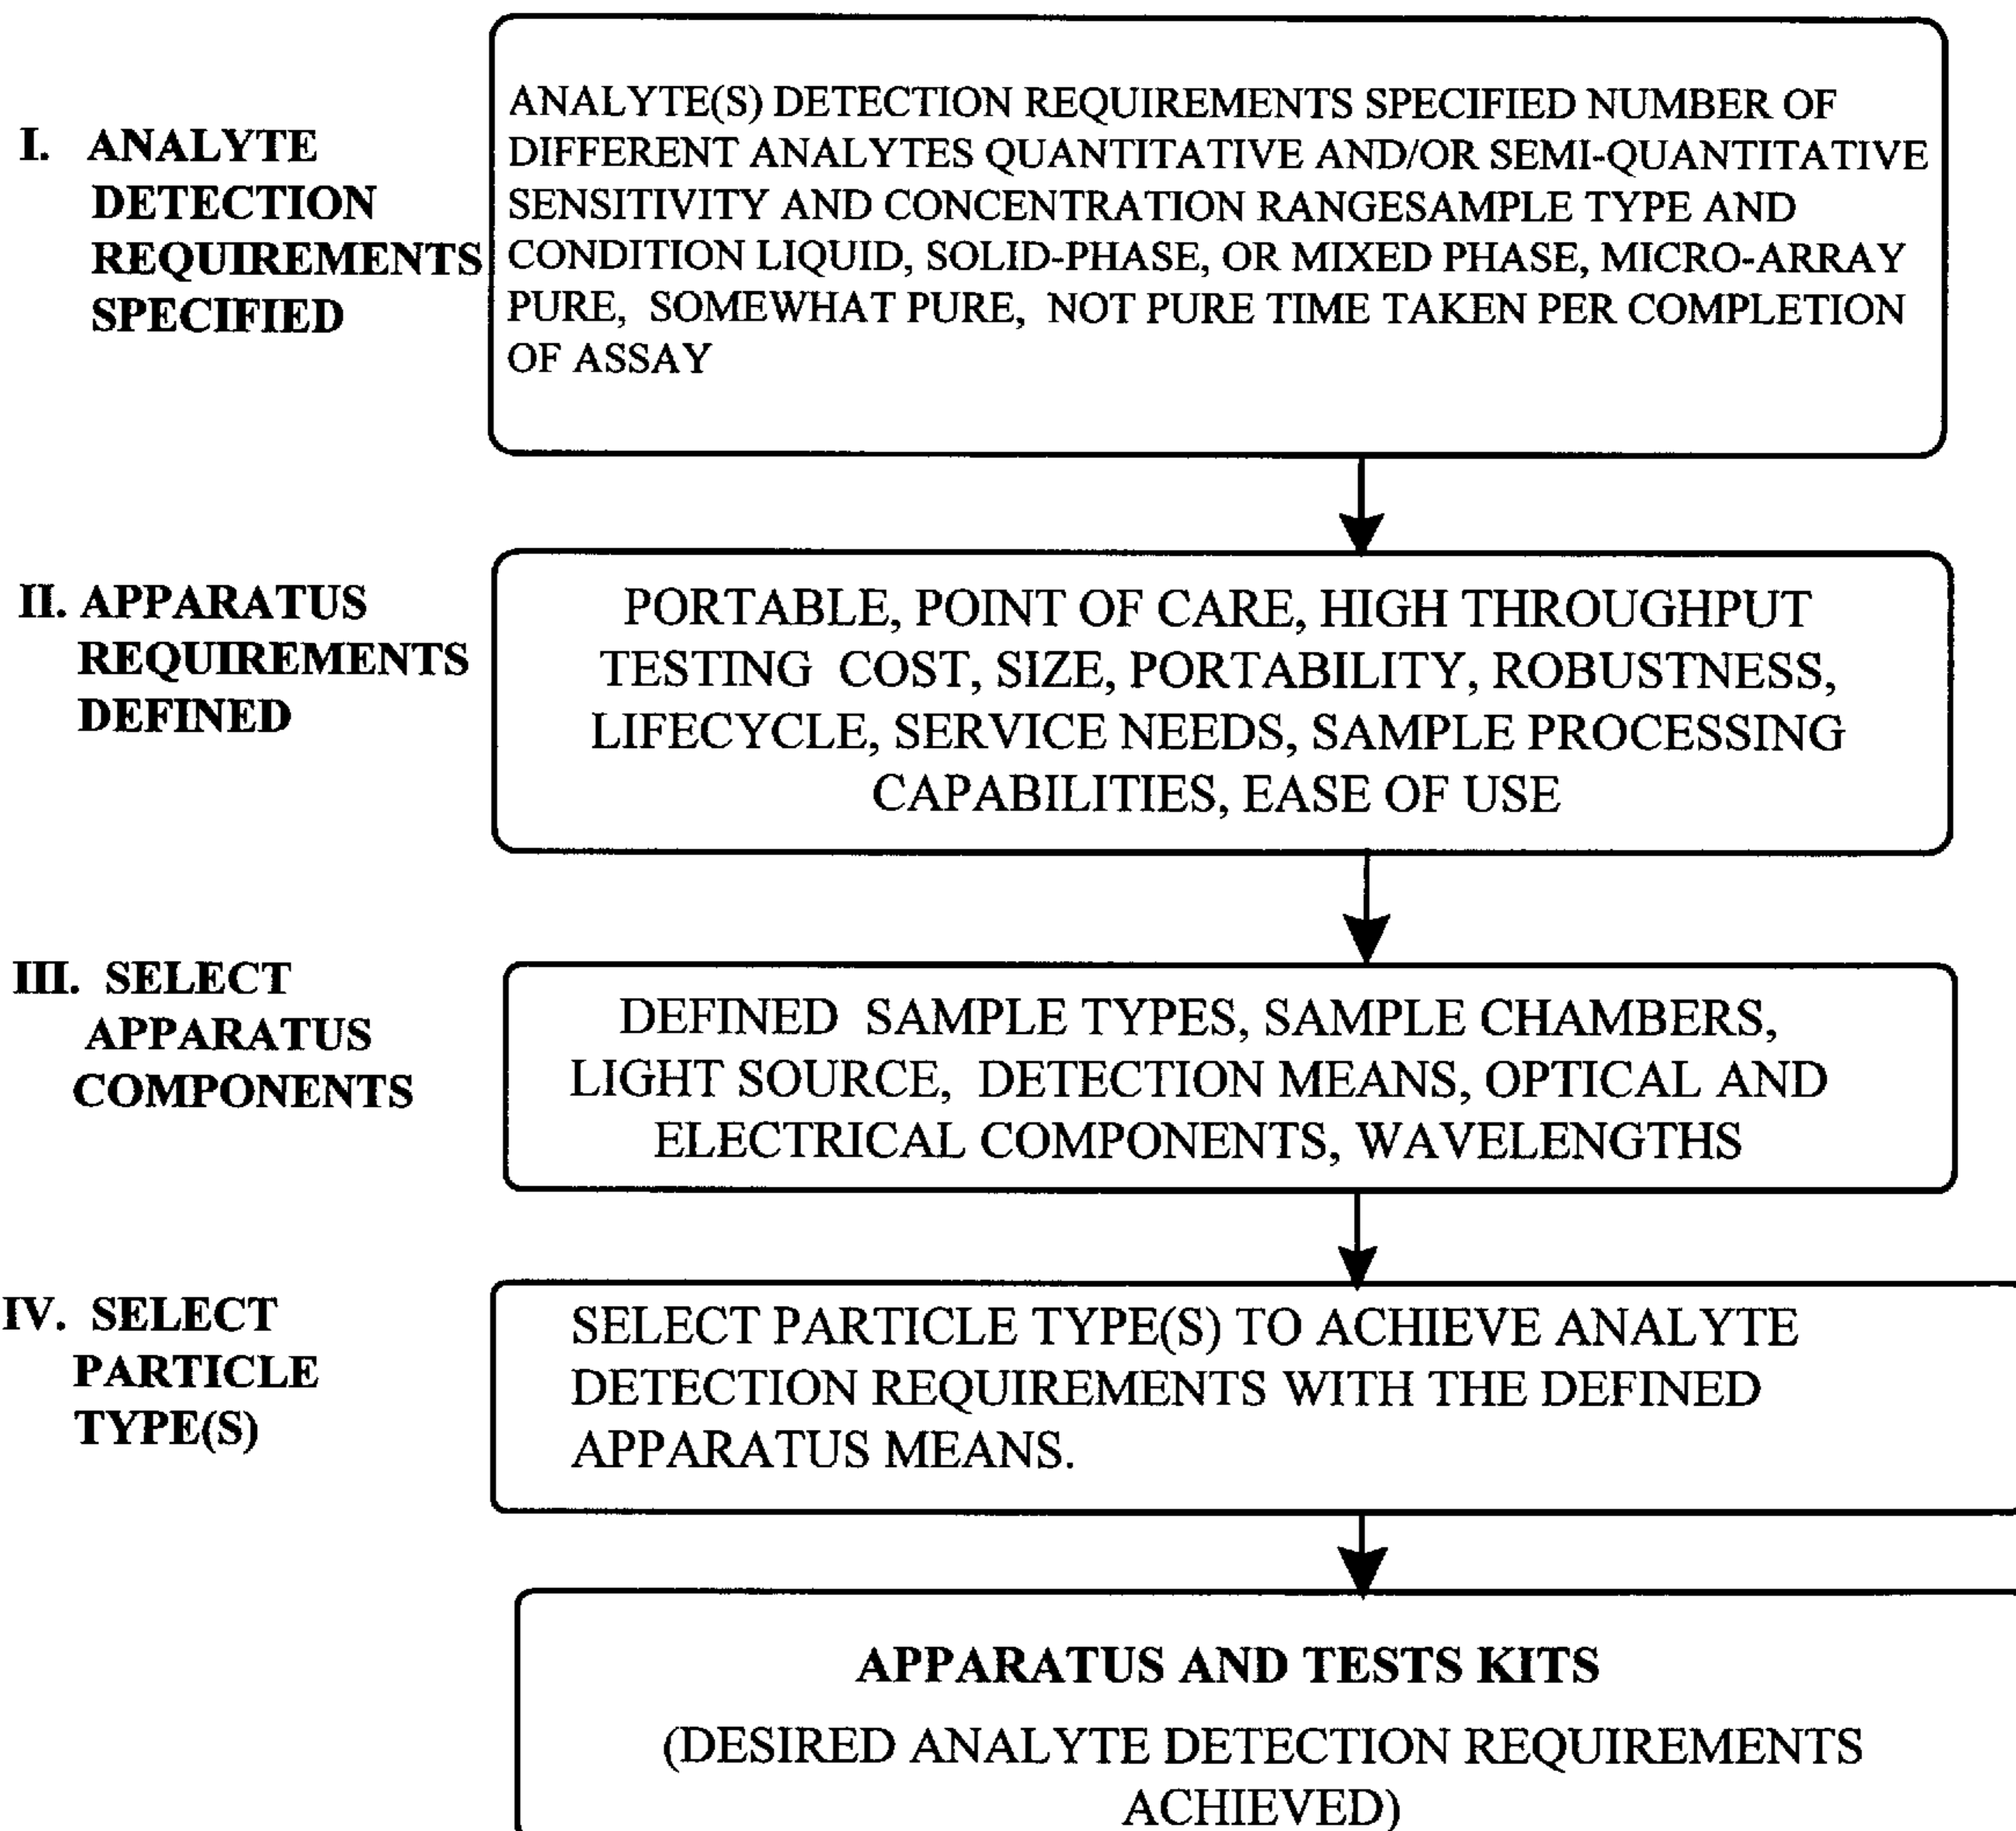 I. ANALYTE
DETECTION
REQUIREMENTS
SPECIFIED
ANALYTE(S) DETECTION REQUIREMENTS SPECIFIED NUMBER OF
DIFFERENT ANALYTES QUANTITATIVE AND/OR SEMI-QUANTITATIVE
SENSITIVITY AND CONCENTRATION RANGESAMPLE TYPE AND
CONDITION LIQUID, SOLID-PHASE, OR MIXED PHASE, MICRO-ARRAY
PURE, SOMEWHAT PURE, NOT PURE TIME TAKEN PER COMPLETION
OF ASSAY
II. APPARATUS
REQUIREMENTS
DEFINED
PORTABLE, POINT OF CARE, HIGH THROUGHPUT
TESTING COST, SIZE, PORTABILITY, ROBUSTNESS,
LIFECYCLE, SERVICE NEEDS, SAMPLE PROCESSING
CAPABILITIES, EASE OF USE
III. SELECT
APPARATUS
COMPONENTS
DEFINED SAMPLE TYPES, SAMPLE CHAMBERS,
LIGHT SOURCE, DETECTION MEANS, OPTICAL AND
ELECTRICAL COMPONENTS, WAVELENGTHS
IV. SELECT
PARTICLE
TYPE(S)
SELECT PARTICLE TYPE(S) TO ACHIEVE ANALYTE
DETECTION REQUIREMENTS WITH THE DEFINED
APPARATUS MEANS.
APPARATUS AND TESTS KITS
(DESIRED ANALYTE DETECTION REQUIREMENTS
ACHIEVED)